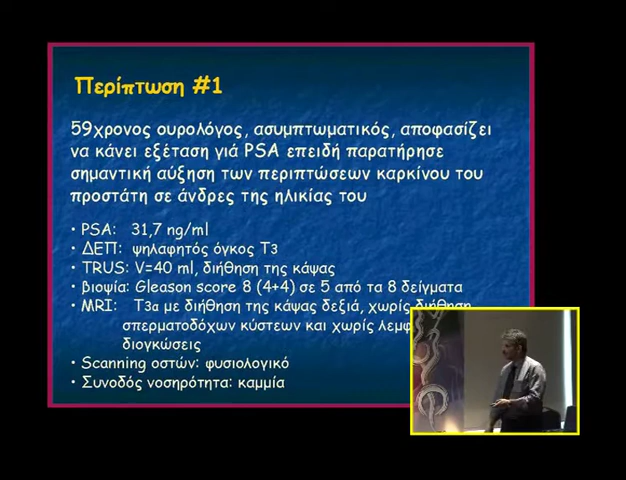 Περίπτωση #1
59χρονος ουρολόγος, ασυμπτωματικός, αποφασίζει
να κάνει εξέταση γιά PSA επειδή παρατήρησε
σημαντική αύξηση των περιπτώσεων καρκίνου του
προστάτη σε άνδρες της ηλικίας του
• PSA: 31,7 ng/ml
• ΔΕΠ: ψηλαφητός όγκος T3
• TRUS: V=40 ml, διήθηση της κάψας
• βιοψία: Gleason score 8 (4+4) σε 5 από τα 8 δείγματα
• MRI: T3α με διήθηση της κάψας δεξιά, χωρίς διήθηση
σπερματοδόχων κύστεων και χωρίς
διογκώσεις
• Scanning οστών: φυσιολογικό
• Συνοδός νοσηρότητα: καμμία